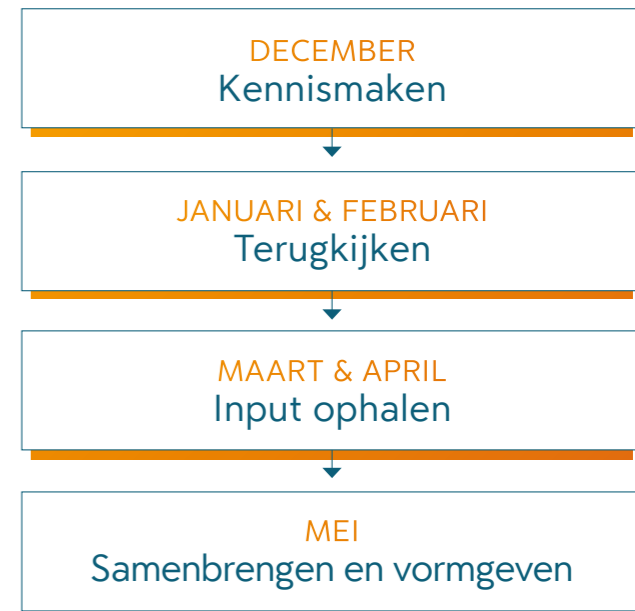 DECEMBER
Kennismaken
JANUARI & FEBRUARI
Terugkijken
MAART & APRIL
Input ophalen
MEI
Samenbrengen en vormgeven